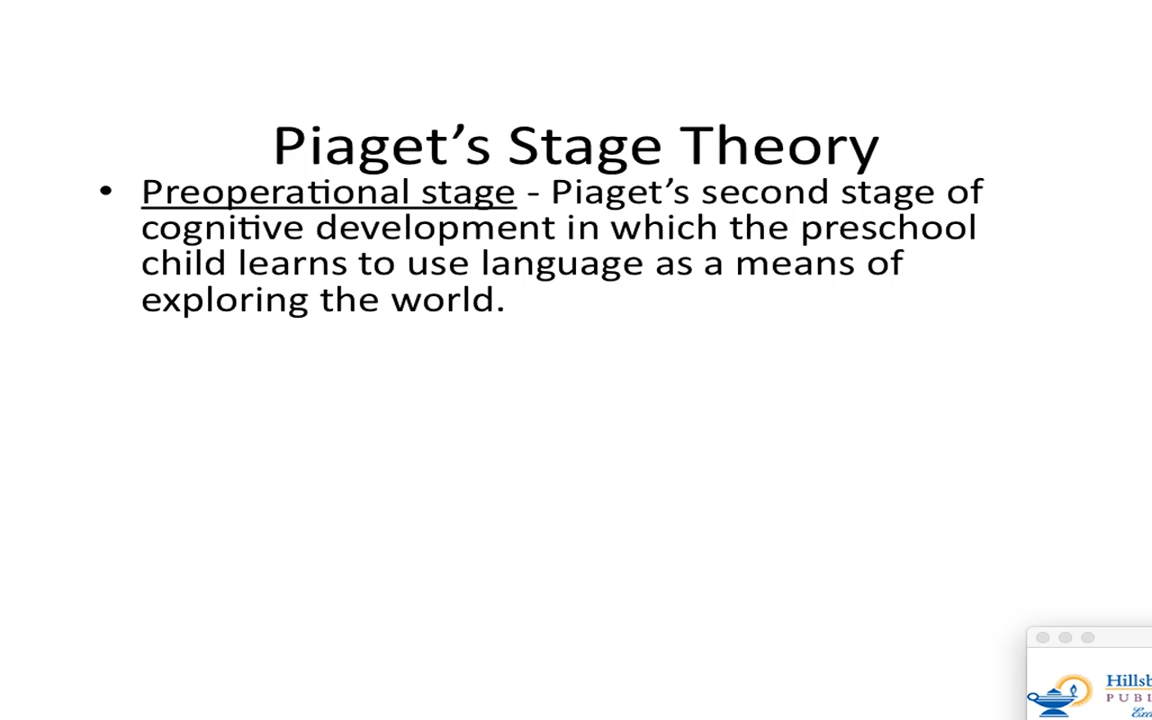 Piaget’s Stage Theory
• Preoperational stage - Piaget’s second stage of
cognitive development in which the preschool
child learns to use language as a means of
exploring the world.